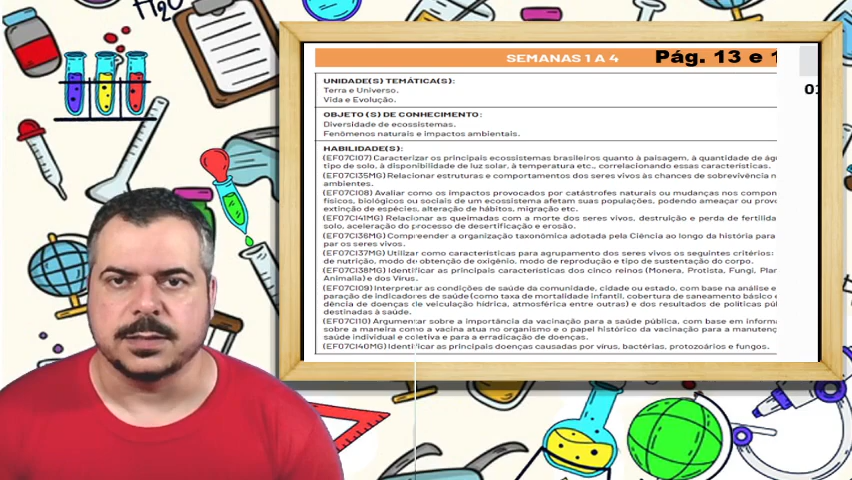 H2O
SEMANAS 1 A 4
Pág. 13 e 1
UNIDADE(S) TEMÁTICA(S):
Terra e Universo.
Vida e Evolução.
OBJETO (S) DE CONHECIMENTO:
Diversidade de ecossistemas.
Fenômenos naturais e impactos ambientais.
HABILIDADE(S):
(EF07CI07) Caracterizar os principais ecossistemas brasileiros quanto à paisagem, à quantidade de
tipo de solo, à disponibilidade de luz solar, à temperatura etc., correlacionando essas características.
(EF07CI35MG) Relacionar estruturas e comportamentos dos seres vivos às chances de sobrevivência n
ambientes.
(EF07CI08) Avaliar como os impactos provocados por catástrofes naturais ou mudanças nos compon
físicos, biológicos ou sociais de um ecossistema afetam suas populações, podendo ameaçar ou prov
extinção de espécies, alteração de hábitos, migração etc.
(EF07CI41MG) Relacionar as queimadas com a morte dos seres vivos, destruição e perda de fertilida
solo, aceleração do processo de desertificação e erosão.
(EF07CI36MG) Compreender a organização taxonômica adotada pela Ciência ao longo da história para
par os seres vivos.
(EF07CI37MG) Utilizar como características para agrupamento dos seres vivos os seguintes critérios:
de nutrição, modo de obtenção de oxigênio, modo de reprodução e tipo de sustentação do corpo.
(EF07CI38MG) Identificar as principais características dos cinco reinos (Monera, Protista, Fungi, Plan
Animalia) e dos Vírus.
(EF07CI09) Interpretar as condições de saúde da comunidade, cidade ou estado, com base na análise e
paração de indicadores de saúde (como taxa de mortalidade infantil, cobertura de saneamento básico e
dência de doenças de veiculação hídrica, atmosférica entre outras) e dos resultados de políticas púl
destinadas à saúde.
(EF07CI10) Argumentar sobre a importância da vacinação para a saúde pública, com base em inform
sobre a maneira como a vacina atua no organismo e o papel histórico da vacinação para a manutenç
saúde individual e coletiva e para a erradicação de doenças.
(EF07CI40MG) Identificar as principais doenças causadas por vírus, bactérias, protozoários e fungos.